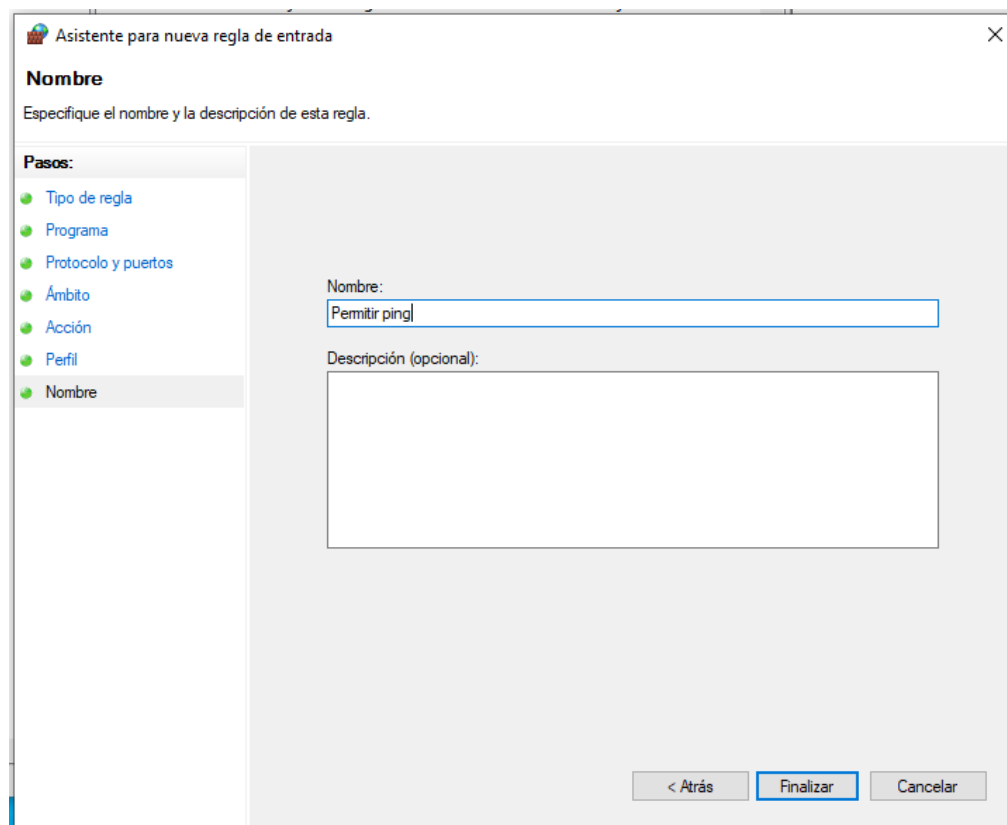 Asistente para nueva regla de entrada
Nombre
Especifique el nombre y la descripción de esta regla.
Pasos:
Tipo de regla
Programa
Protocolo y puertos
Ámbito
Acción
Perfil
Nombre
Nombre:
Permitir ping
Descripción (opcional):
< Atrás
Finalizar
Cancelar